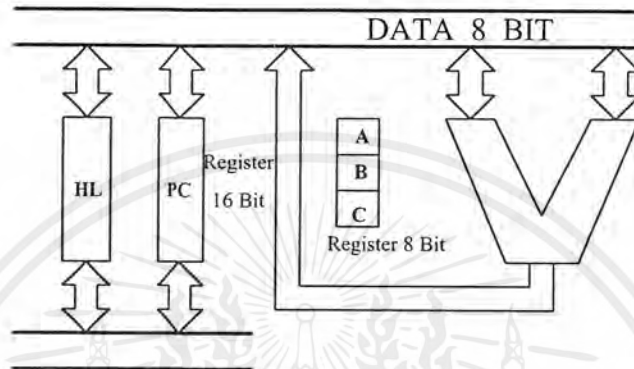 DATA 8 BIT
HL
PC
Register
16 Bit
A
B
C
Register 8 Bit